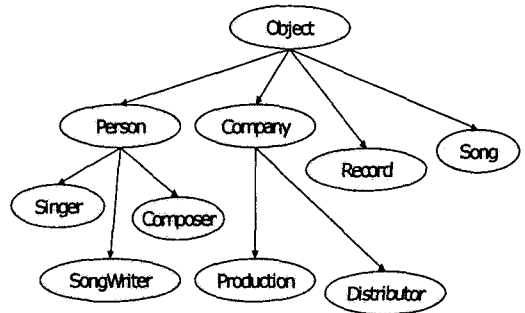 Object
Person
Company
Record
Song
Singer
Composer
SongWriter
Production
Distributor